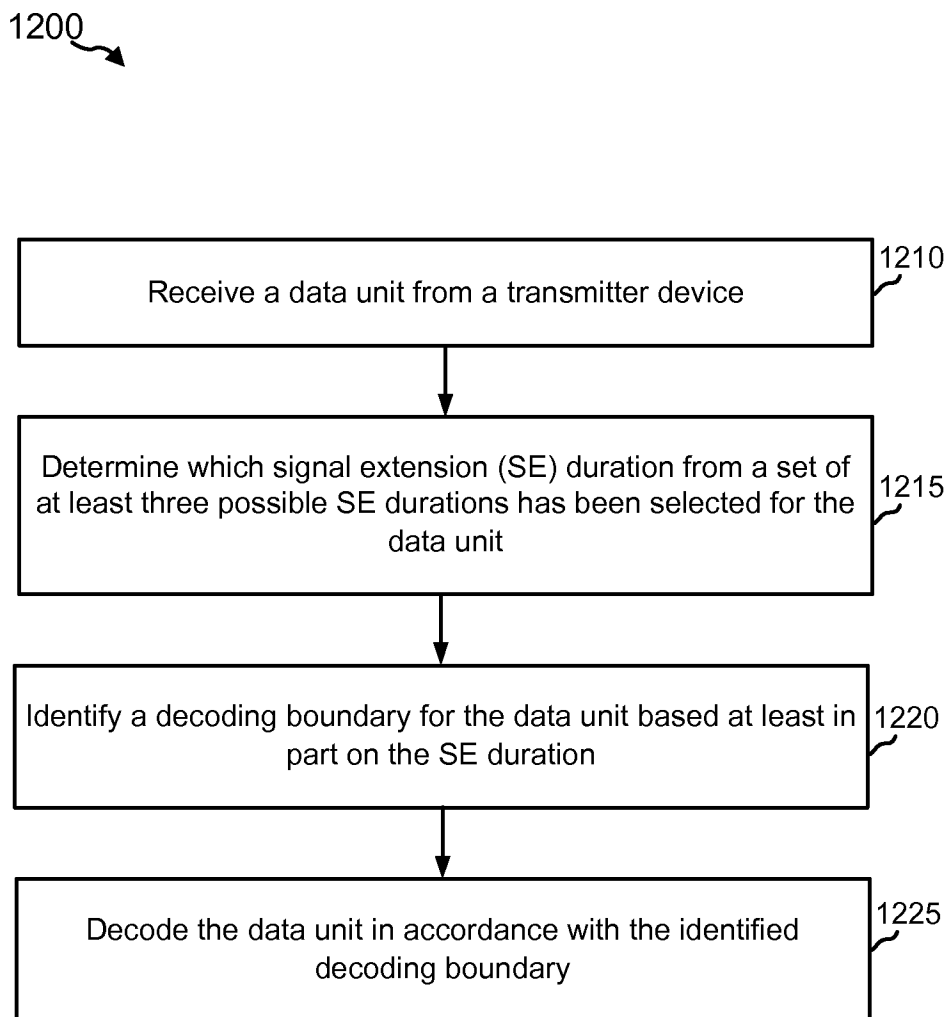 1200
Receive a data unit from a transmitter device
1210
Determine which signal extension (SE) duration from a set of
at least three possible SE durations has been selected for the
data unit
1215
Identify a decoding boundary for the data unit based at least in
part on the SE duration
1220
Decode the data unit in accordance with the identified
decoding boundary
1225